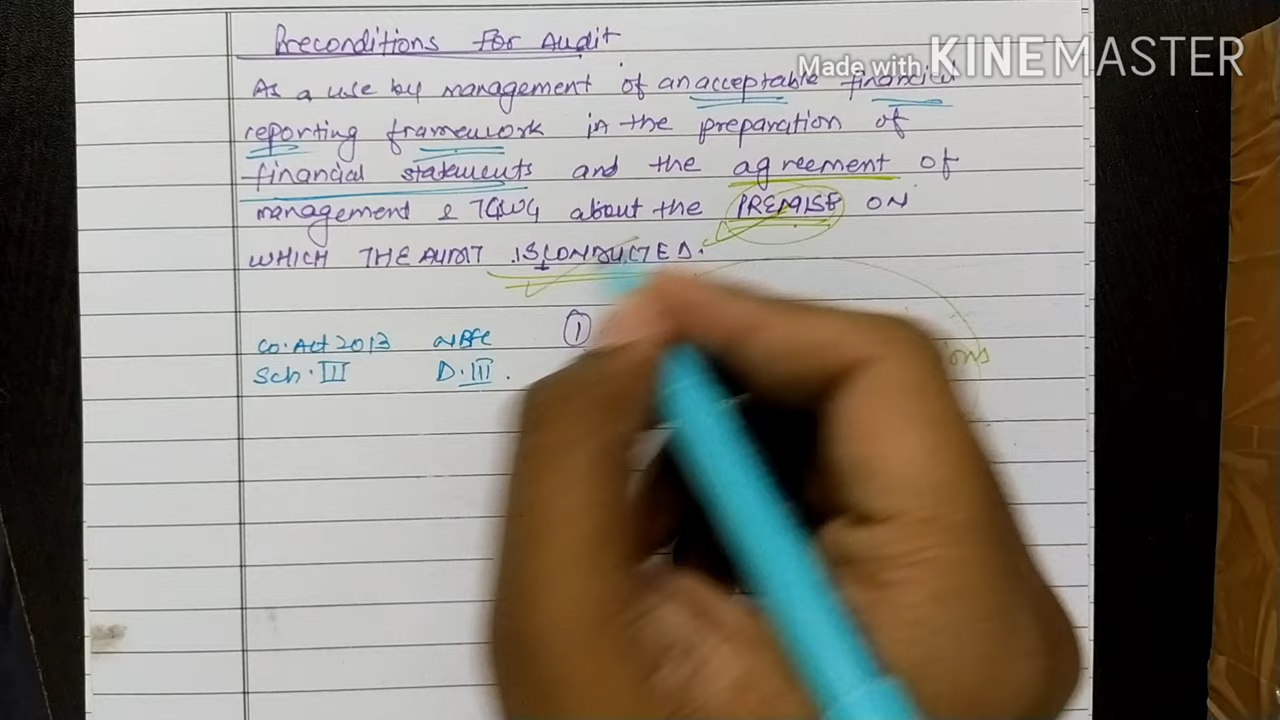 Preconditions For Audit
Made with KINEMASTER
As a use by management of an acceptable financial
reporting framework in the preparation of
financial statements and the agreement of
management & TCWG about the PREMISE ON
WHICH THE AUDIT IS CONDUCTED.
①
Co. Act 2013 NBFC
ions
Sch. III D. III.